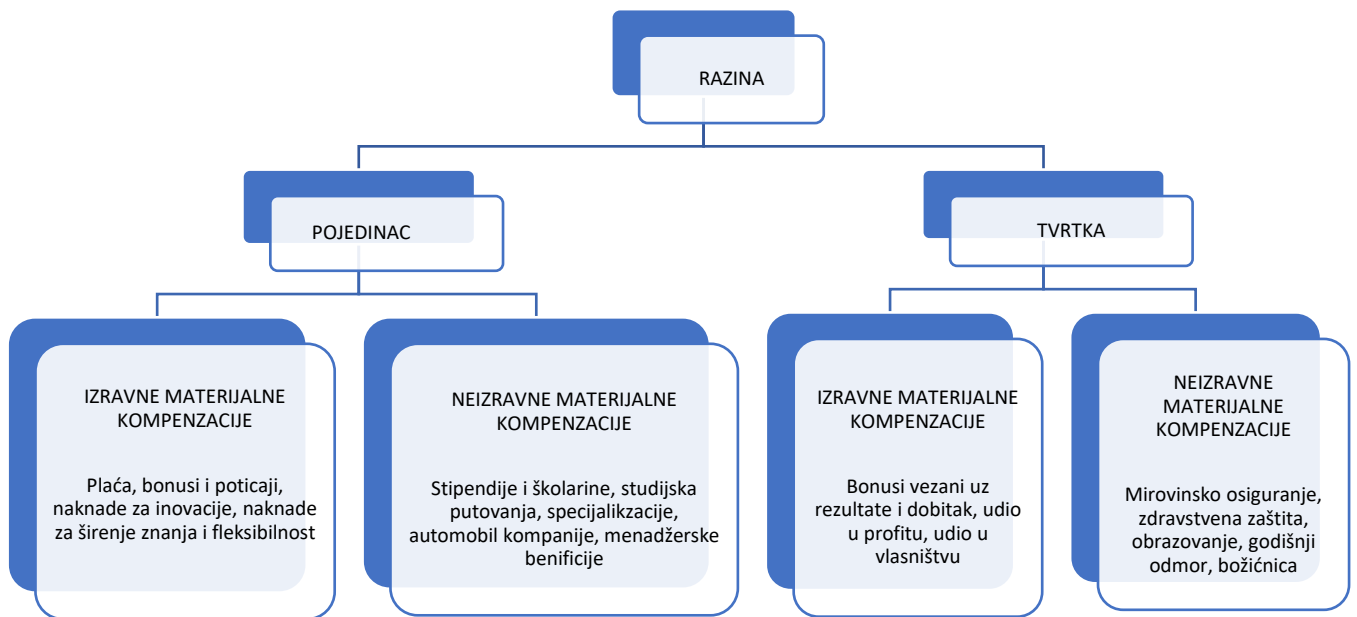 RAZINA
POJEDINAC
TVRTKA
IZRAVNE MATERIJALNE
KOMPENZACIJE
Plaća, bonusi i poticaji,
naknade za inovacije, naknade
za širenje znanja i fleksibilnost
NEIZRAVNE MATERIJALNE
KOMPENZACIJE
Stipendije i školarine, studijska
putovanja, specijalikzacije,
automobil kompanije, menadžerske
benificije
IZRAVNE MATERIJALNE
KOMPENZACIJE
Bonusi vezani uz
rezultate i dobitak, udio
u profitu, udio u
vlasništvu
NEIZRAVNE
MATERIJALNE
KOMPENZACIJE
Mirovinsko osiguranje,
zdravstvena zaštita,
obrazovanje, godišnji
odmor, božićnica